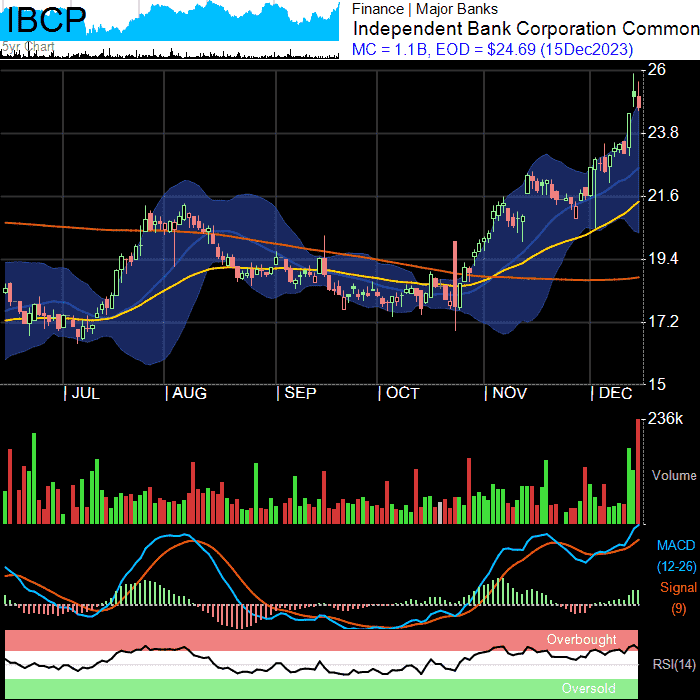 IBCP
5yr Chart
Finance | Major Banks
Independent Bank Corporation Common
MC = 1.1B, EOD = $24.69 (15Dec2023)
26
23.8
21.6
19.4
17.2
15
| JUL | AUG | SEP | OCT | NOV | DEC
236k
Volume
MACD
(12-26)
Signal
(9)
Overbought
RSI(14)
Oversold